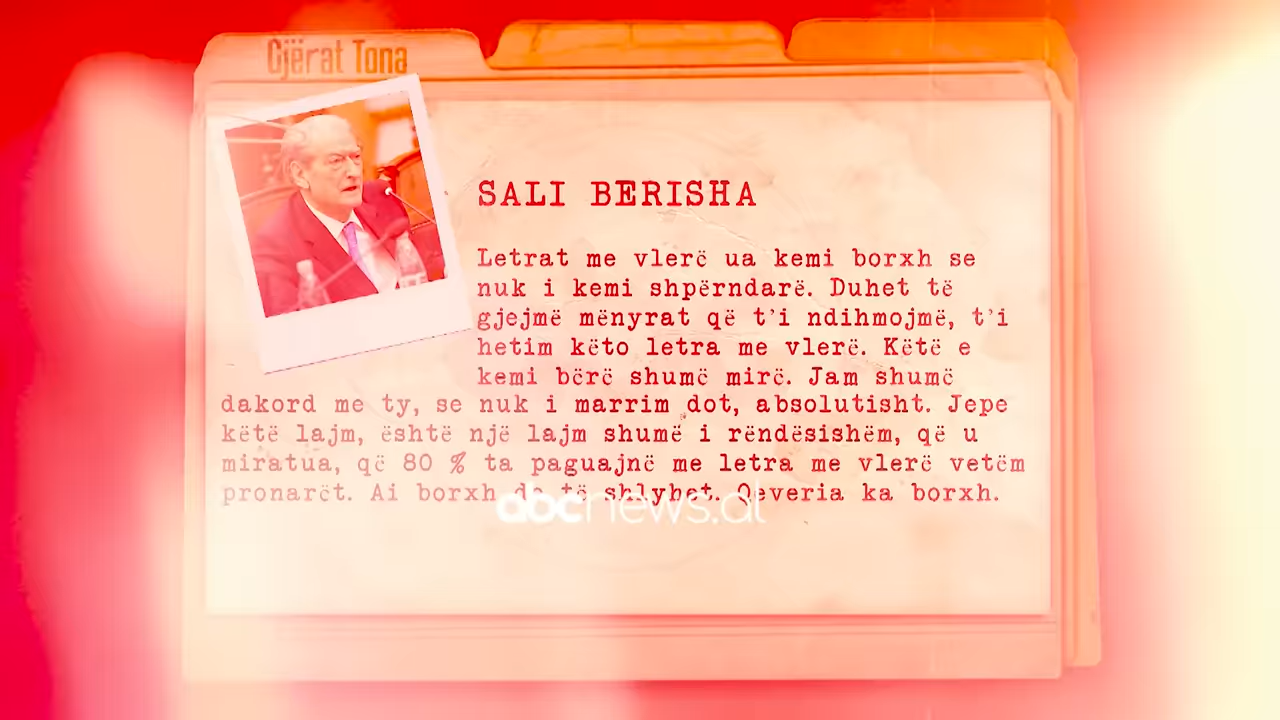 Gjërat Tona
SALI BERISHA
Letrat me vlerë ua kemi borxh se
nuk i kemi shpërndarë. Duhet të
gjejmë mënyrat që t'i ndihmojmë, t'i
hetim këto letra me vlerë. Këtë e
kemi bërë shumë mirë. Jam shumë
dakord me ty, se nuk i marrim dot, absolutisht. Jepe
këtë lajm, është një lajm shumë i rëndësishëm, që u
miratua, që 80 % ta paguajnë me letra me vlerë vetëm
pronarët. Ai borxh do të shlyhet. Qeveria ka borxh.
abcnews.al